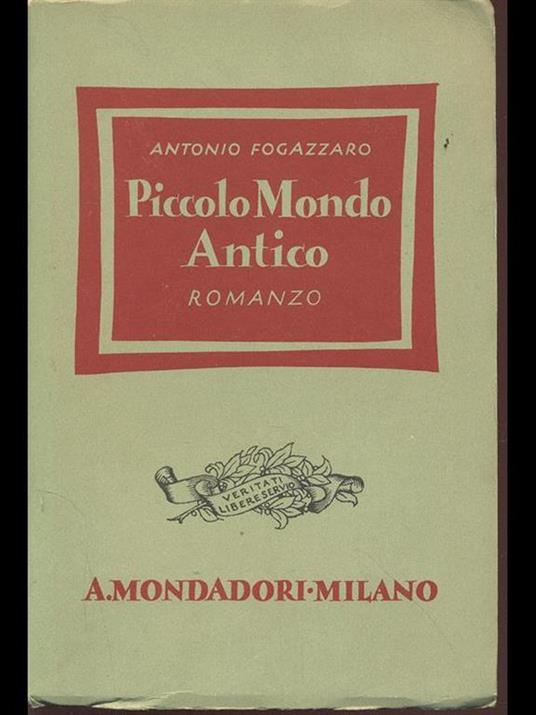 ANTONIO FOGAZZARO
Piccolo Mondo
Antico
ROMANZO
VERITATI
LIBERE SERVIO
A.MONDADORI·MILANO